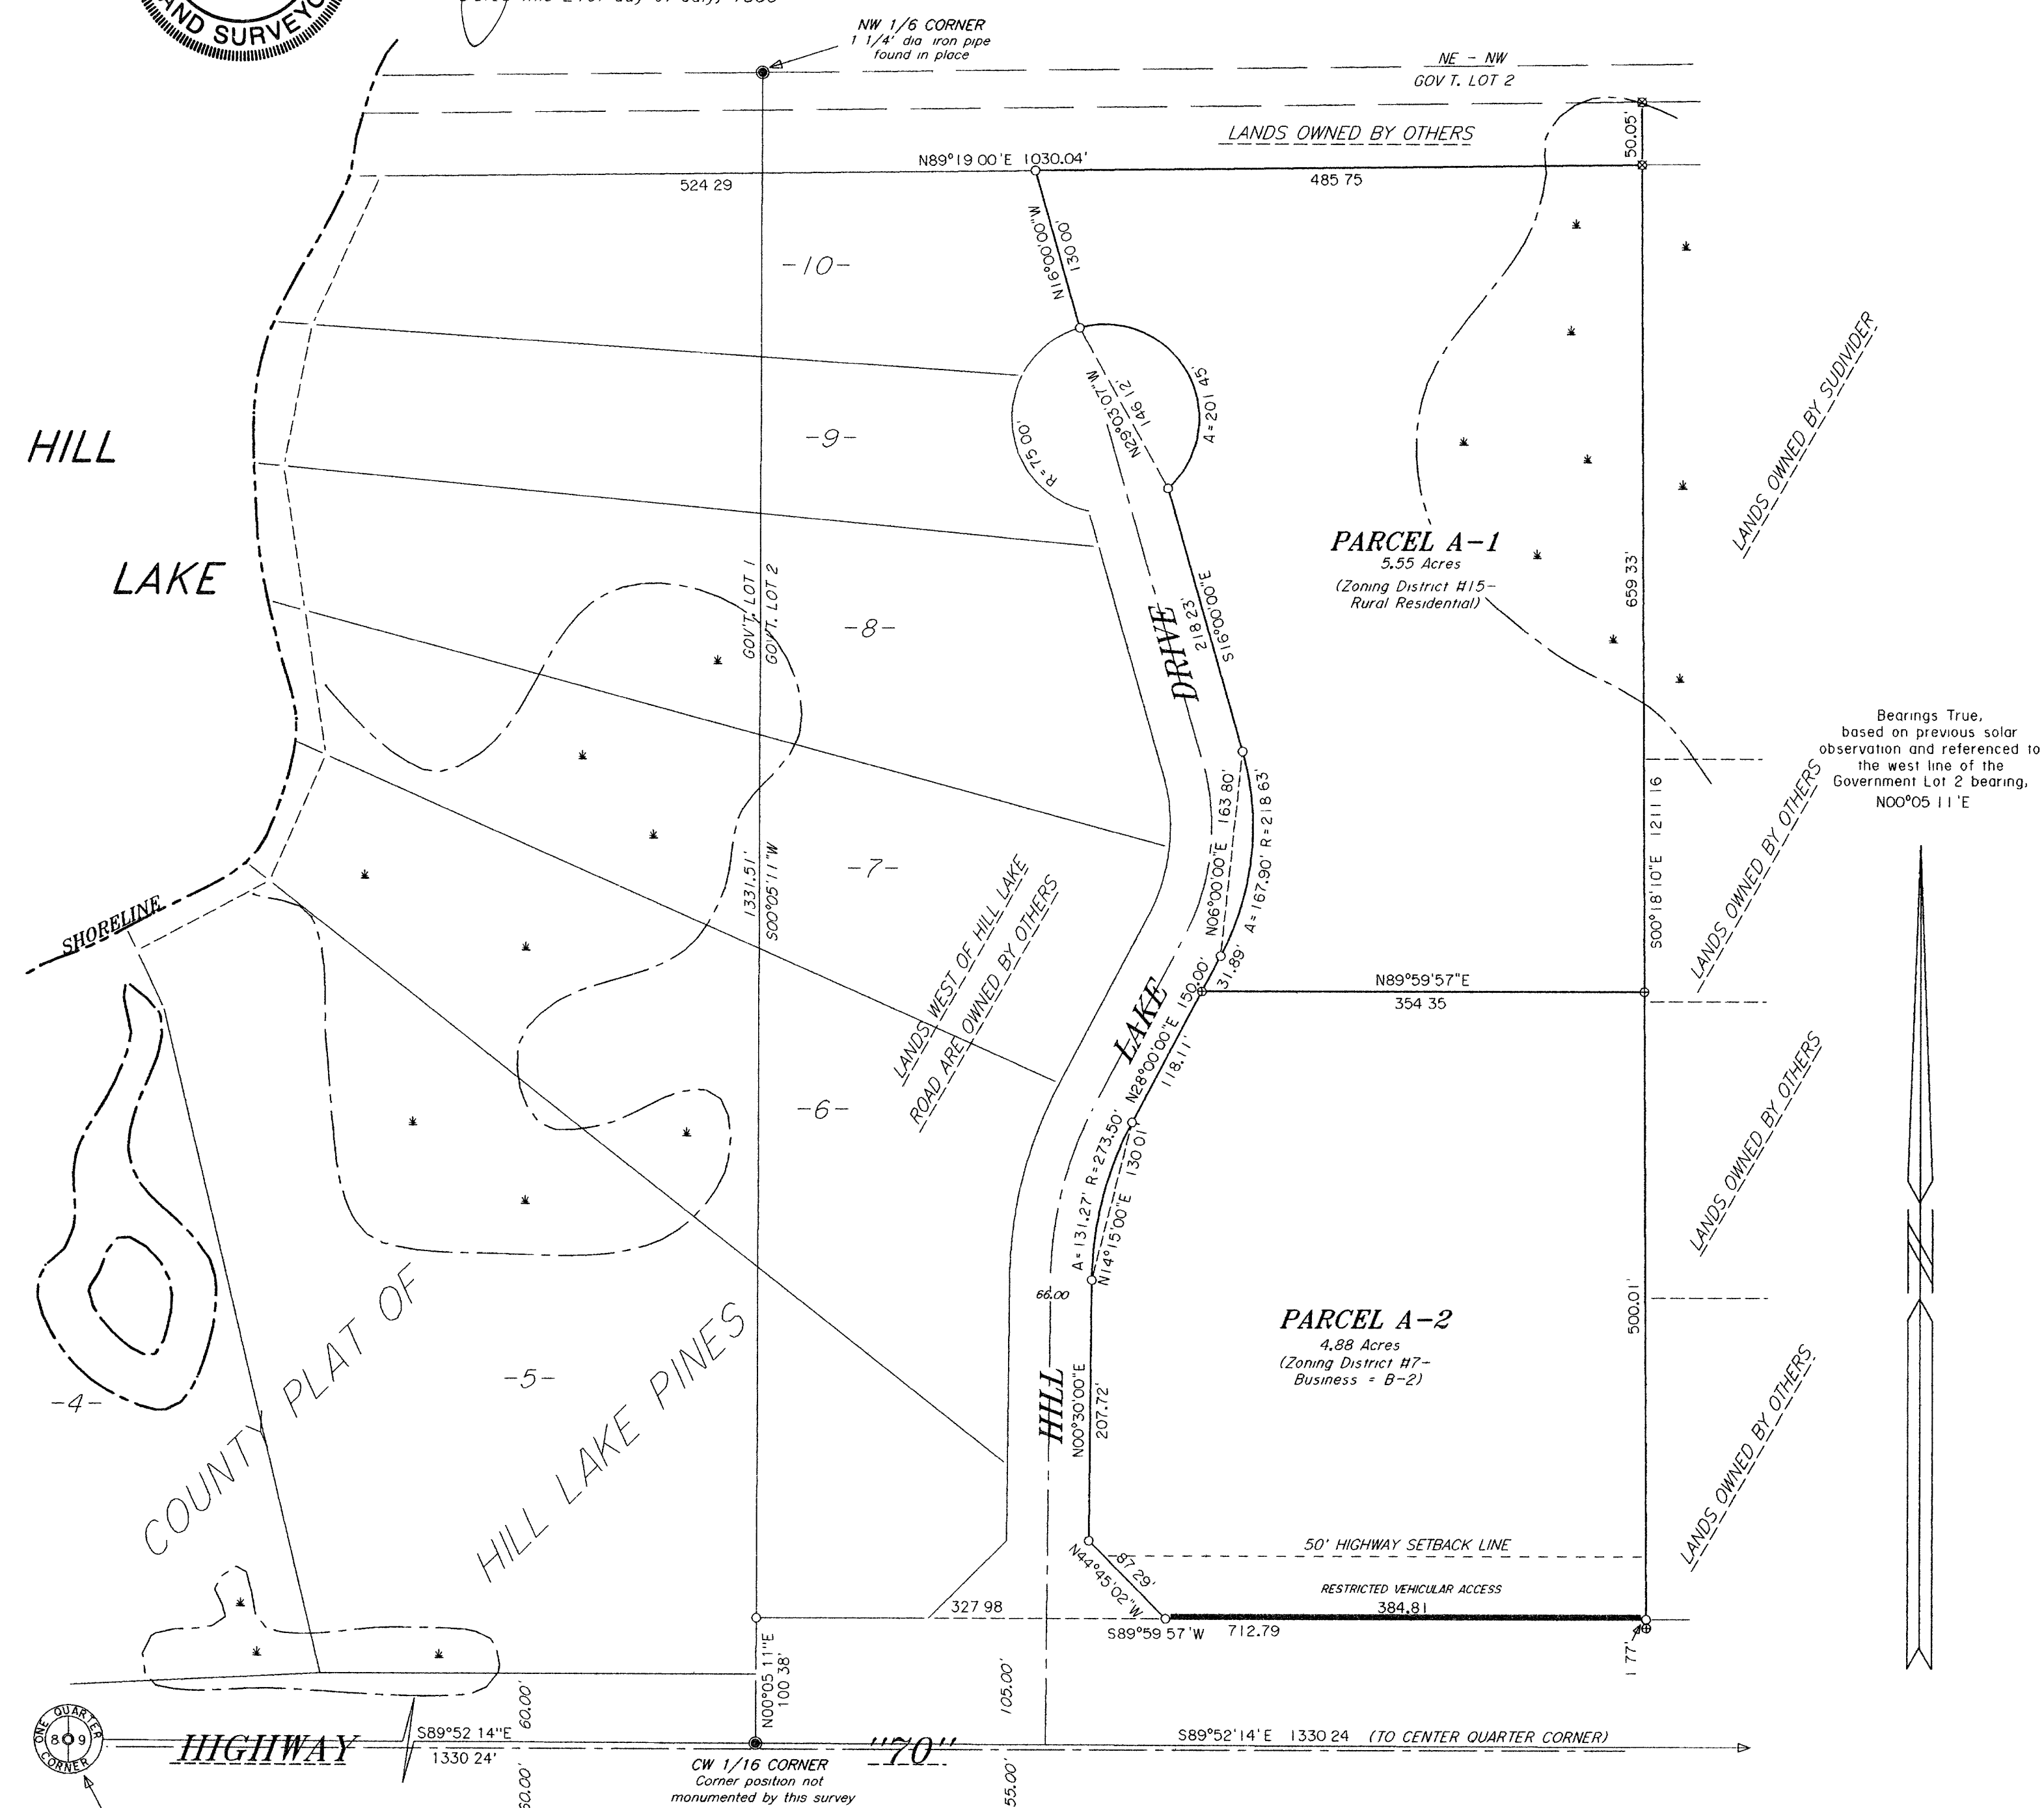 LAND SURVEYO
NW 1/6 CORNER
1 1/4' dia iron pipe
found in place
NE - NW
GOV T. LOT 2
LANDS OWNED BY OTHERS
50.05'
N89°19 00'E 1030.04'
524 29
485 75
N16°00'00"W
130 00'
-10-
HILL
LAKE
-9-
R=75 00'
N29°03'07"W
146 12'
A=201 45'
LANDS OWNED BY SUDIVIDER
PARCEL A-1
5.55 Acres
(Zoning District #15-
Rural Residential)
659 33'
GOV'T. LOT 1
GOV'T. LOT 2
-8-
DRIVE
218 23'
S16°00'00"E
Bearings True,
based on previous solar
observation and referenced to
the west line of the
Government Lot 2 bearing,
N00°05 11'E
163 80'
N06°00'00"E
A=167.90' R=218 63'
S00°18'10"E 1211 16
LANDS OWNED BY OTHERS
-7-
1331.51'
S00°05'11"W
LANDS WEST OF HILL LAKE
ROAD ARE OWNED BY OTHERS
SHORELINE
31.89'
150.00'
N89°59'57"E
354 35
LAKE
N28°00'00"E
118.11'
LANDS OWNED BY OTHERS
-6-
A=131.27' R=273.50'
N14°15'00"E 130 01'
66.00
PARCEL A-2
4.88 Acres
(Zoning District #7-
Business = B-2)
500.01'
-4-
-5-
COUNTY PLAT OF
HILL LAKE PINES
HILL
N00°30'00"E
207.72'
LANDS OWNED BY OTHERS
50' HIGHWAY SETBACK LINE
N44°45'02"W
87 29'
RESTRICTED VEHICULAR ACCESS
384.81
327 98
S89°59 57'W 712.79
1 77'
N00°05 11"E
100 38'
60.00'
105.00'
ONE QUARTER
8 9
CORNER
HIGHWAY
S89°52 14"E
1330 24'
"70"
S89°52'14'E 1330 24 (TO CENTER QUARTER CORNER)
CW 1/16 CORNER
Corner position not
monumented by this survey
60.00'
55.00'